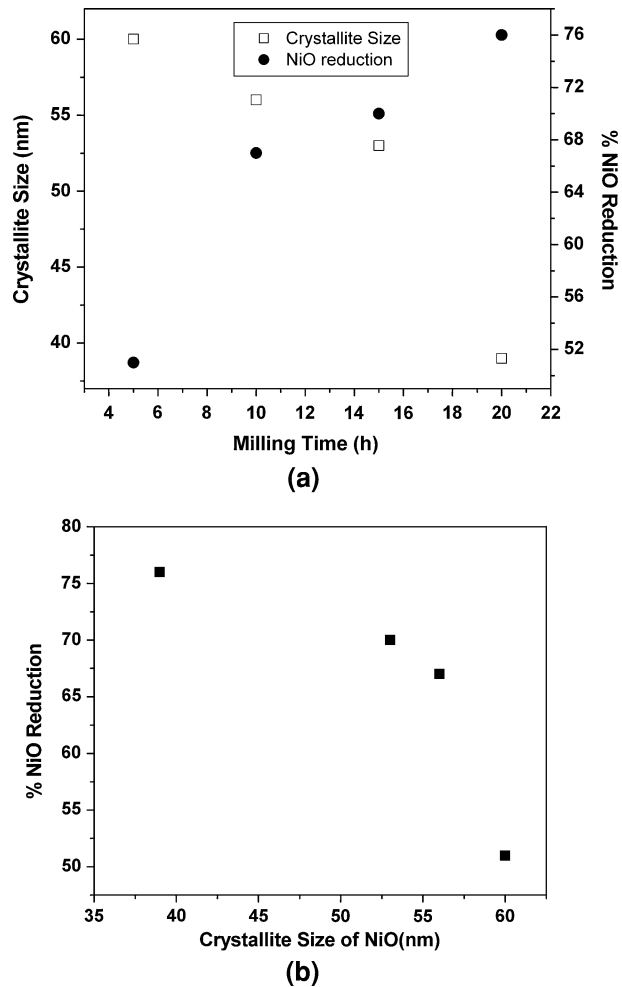 Crystallite Size
NiO reduction
60
55
50
45
40
Crystallite Size (nm)
76
72
68
64
60
56
52
% NiO Reduction
4 6 8 10 12 14 16 18 20 22
Milling Time (h)
(a)
80
75
70
65
60
55
50
% NiO Reduction
35 40 45 50 55 60
Crystallite Size of NiO(nm)
(b)